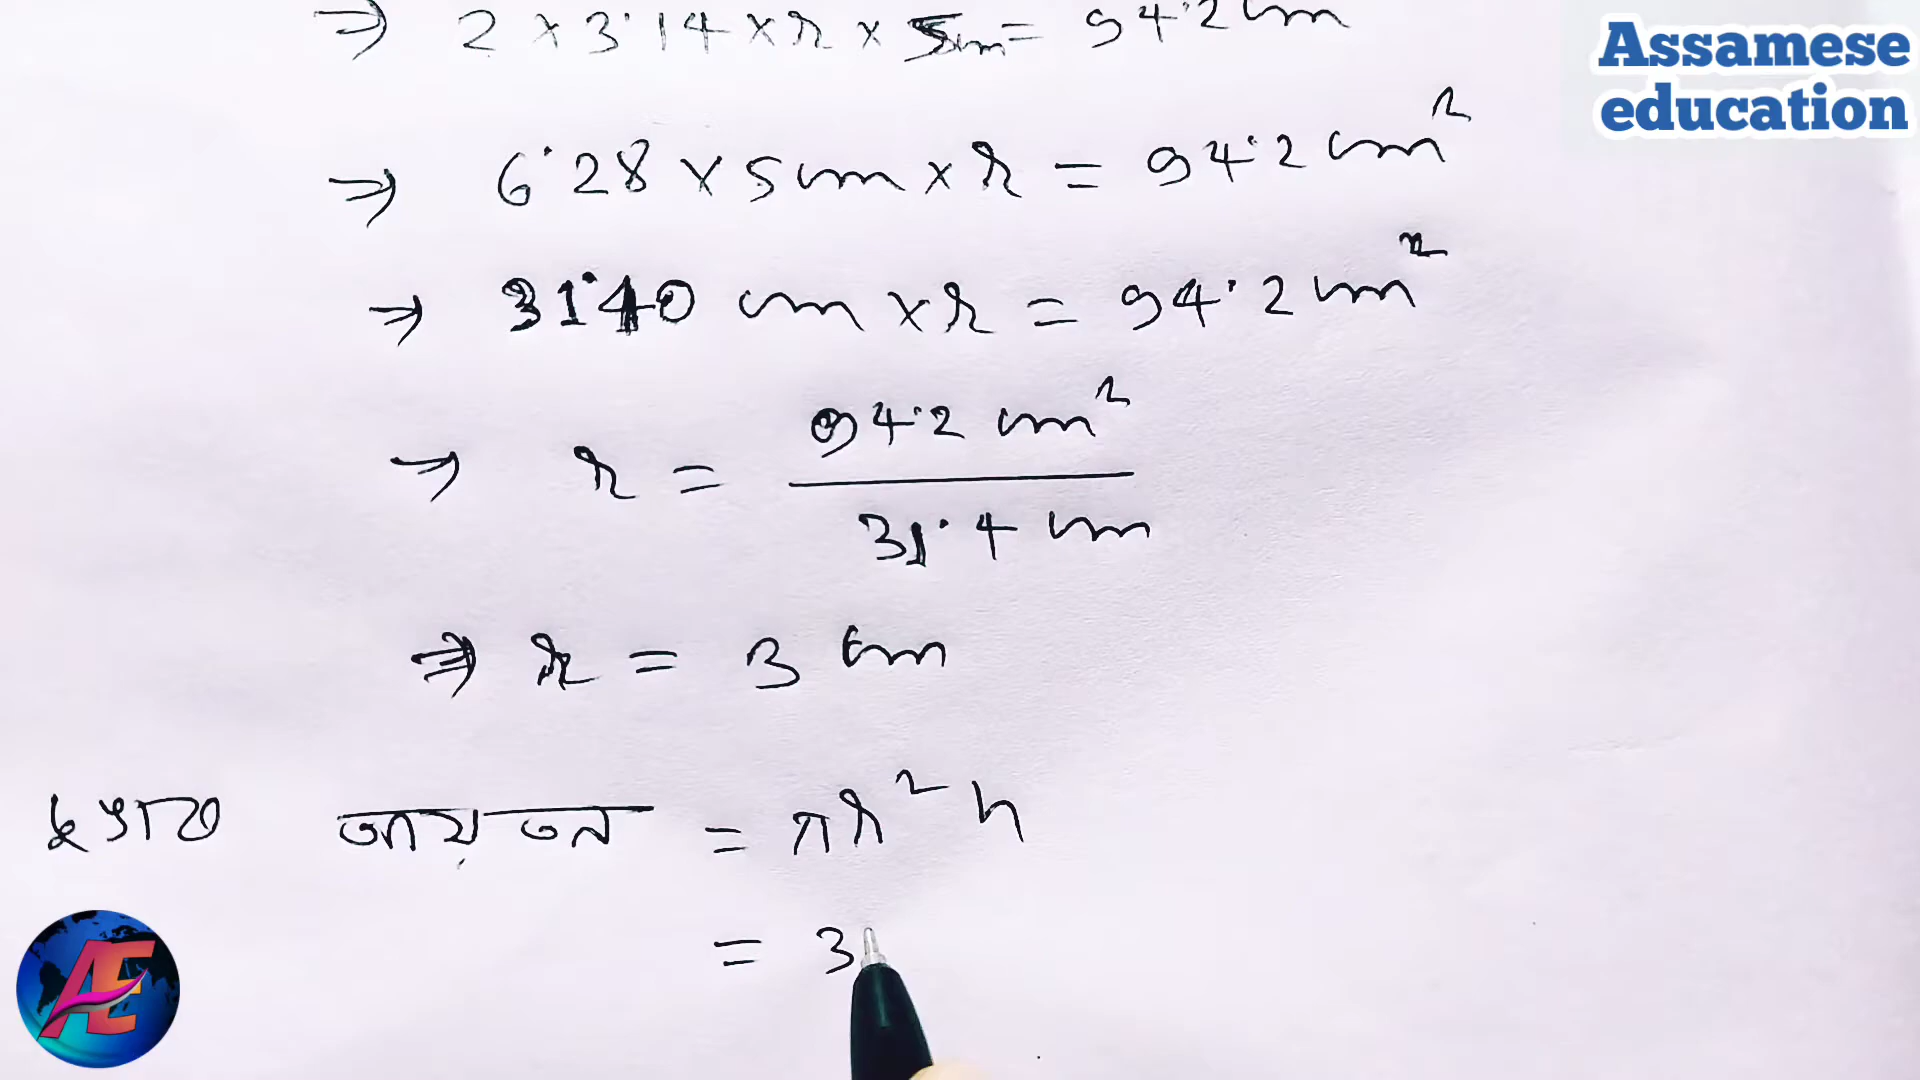 ⇒ 2 × 3·14 × r × 5cm = 94·2 cm
Assamese
education
⇒ 6·28 × 5 cm × r = 94·2 cm²
→ 31·40 cm × r = 94·2 cm²
→ r = 94·2 cm² / 31·4 cm
⇒ r = 3 cm
আয়তন = πr²h
= 3
AE